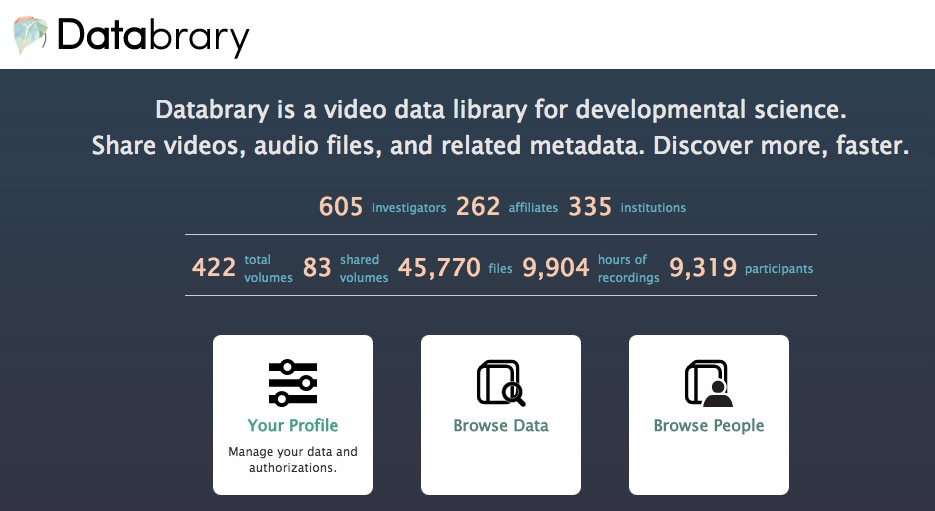 Databrary
Databrary is a video data library for developmental science.
Share videos, audio files, and related metadata. Discover more, faster.
605 investigators 262 affiliates 335 institutions
422 total volumes 83 shared volumes 45,770 files 9,904 hours of recordings 9,319 participants
Your Profile
Manage your data and
authorizations.
Browse Data
Browse People